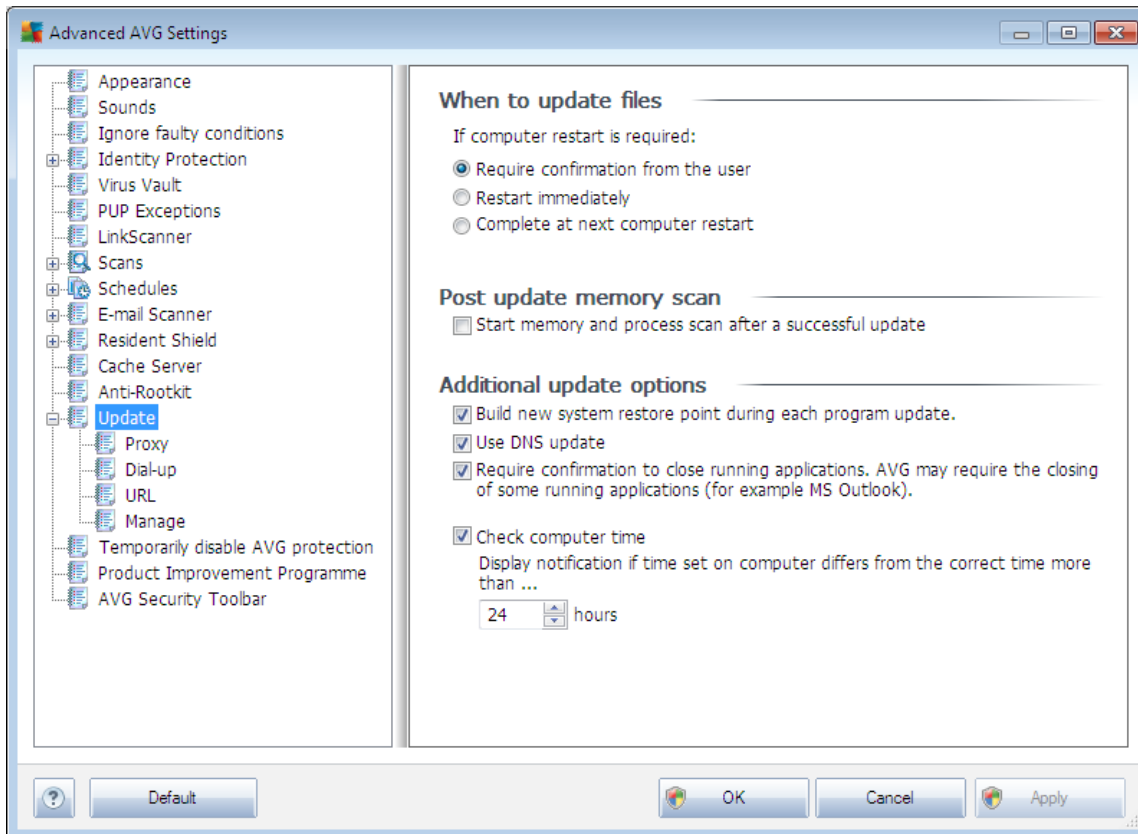 Advanced AVG Settings
Appearance
Sounds
Ignore faulty conditions
Identity Protection
Virus Vault
PUP Exceptions
LinkScanner
Scans
Schedules
E-mail Scanner
Resident Shield
Cache Server
Anti-Rootkit
Update
Proxy
Dial-up
URL
Manage
Temporarily disable AVG protection
Product Improvement Programme
AVG Security Toolbar
When to update files
If computer restart is required:
Require confirmation from the user
Restart immediately
Complete at next computer restart
Post update memory scan
Start memory and process scan after a successful update
Additional update options
Build new system restore point during each program update.
Use DNS update
Require confirmation to close running applications. AVG may require the closing
of some running applications (for example MS Outlook).
Check computer time
Display notification if time set on computer differs from the correct time more
than ...
24 hours
? Default OK Cancel Apply